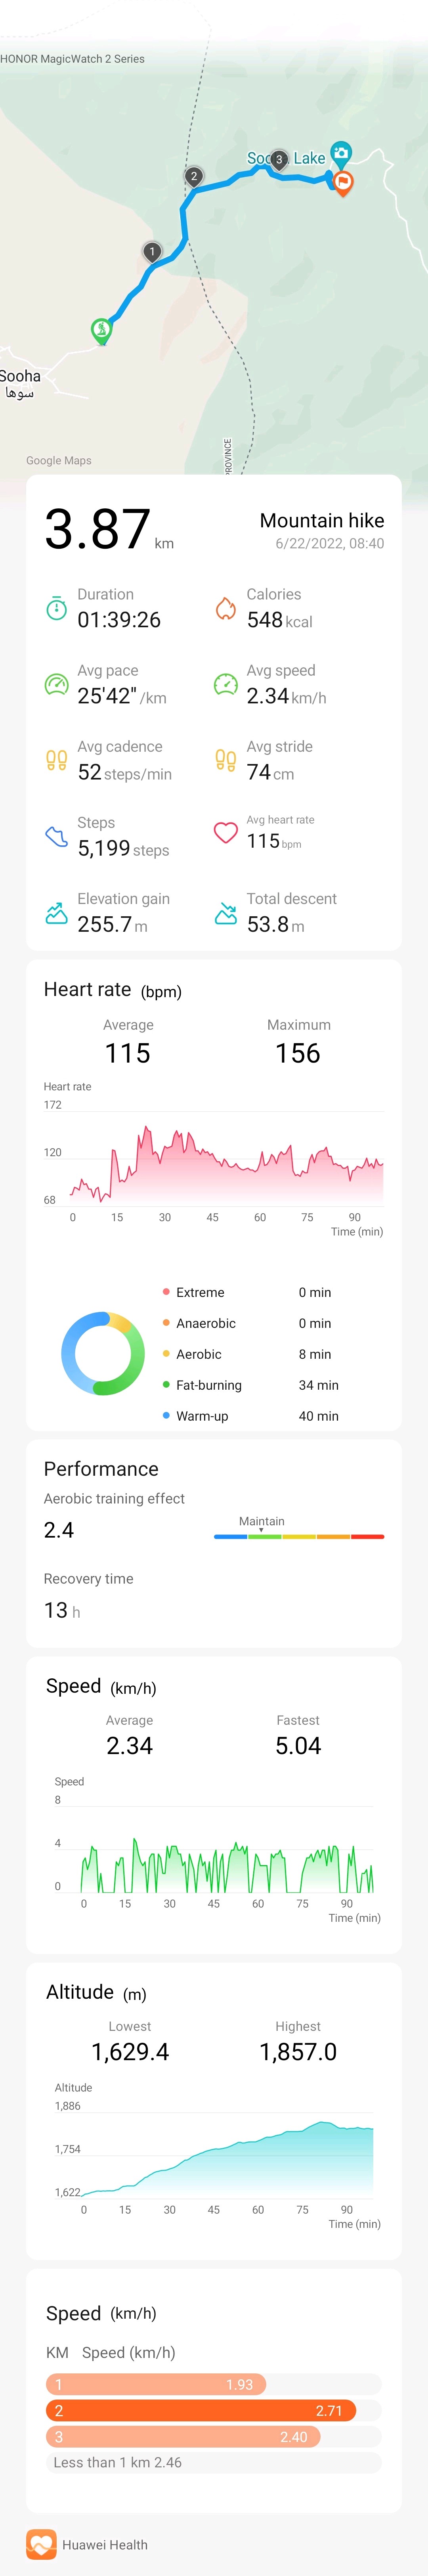 HONOR MagicWatch 2 Series
Lake
3
2
1
Sooha
سوها
PROVINCE
Google Maps
3.87 km
Mountain hike
6/22/2022, 08:40
Duration
01:39:26
Calories
548 kcal
Avg pace
25'42" /km
Avg speed
2.34 km/h
Avg cadence
52 steps/min
Avg stride
74 cm
Steps
5,199 steps
Avg heart rate
115 bpm
Elevation gain
255.7 m
Total descent
53.8 m
Heart rate (bpm)
Average Maximum
115 156
Heart rate
172
120
68
0 15 30 45 60 75 90
Time (min)
Extreme 0 min
Anaerobic 0 min
Aerobic 8 min
Fat-burning 34 min
Warm-up 40 min
Performance
Aerobic training effect
2.4
Maintain
Recovery time
13 h
Speed (km/h)
Average Fastest
2.34 5.04
Speed
8
4
0
0 15 30 45 60 75 90
Time (min)
Altitude (m)
Lowest Highest
1,629.4 1,857.0
Altitude
1,886
1,754
1,622
0 15 30 45 60 75 90
Time (min)
Speed (km/h)
KM Speed (km/h)
1 1.93
2 2.71
3 2.40
Less than 1 km 2.46
Huawei Health